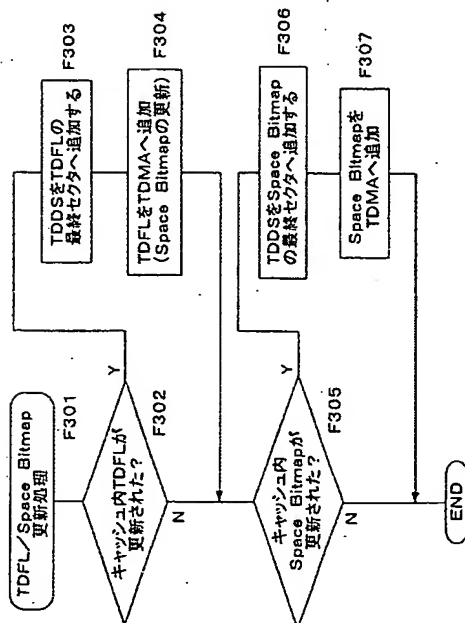 TDFL／Space Bitmap
更新処理
F301
キャッシュ内TDFLが
更新された？
F302
Y
N
TDDSをTDFLの
最終セクタへ追加する
F303
TDFLをTDMAへ追加
(Space Bitmapの更新)
F304
キャッシュ内
Space Bitmapが
更新された？
F305
Y
N
TDDSをSpace Bitmap
の最終セクタへ追加する
F306
Space Bitmapを
TDMAへ追加
F307
END